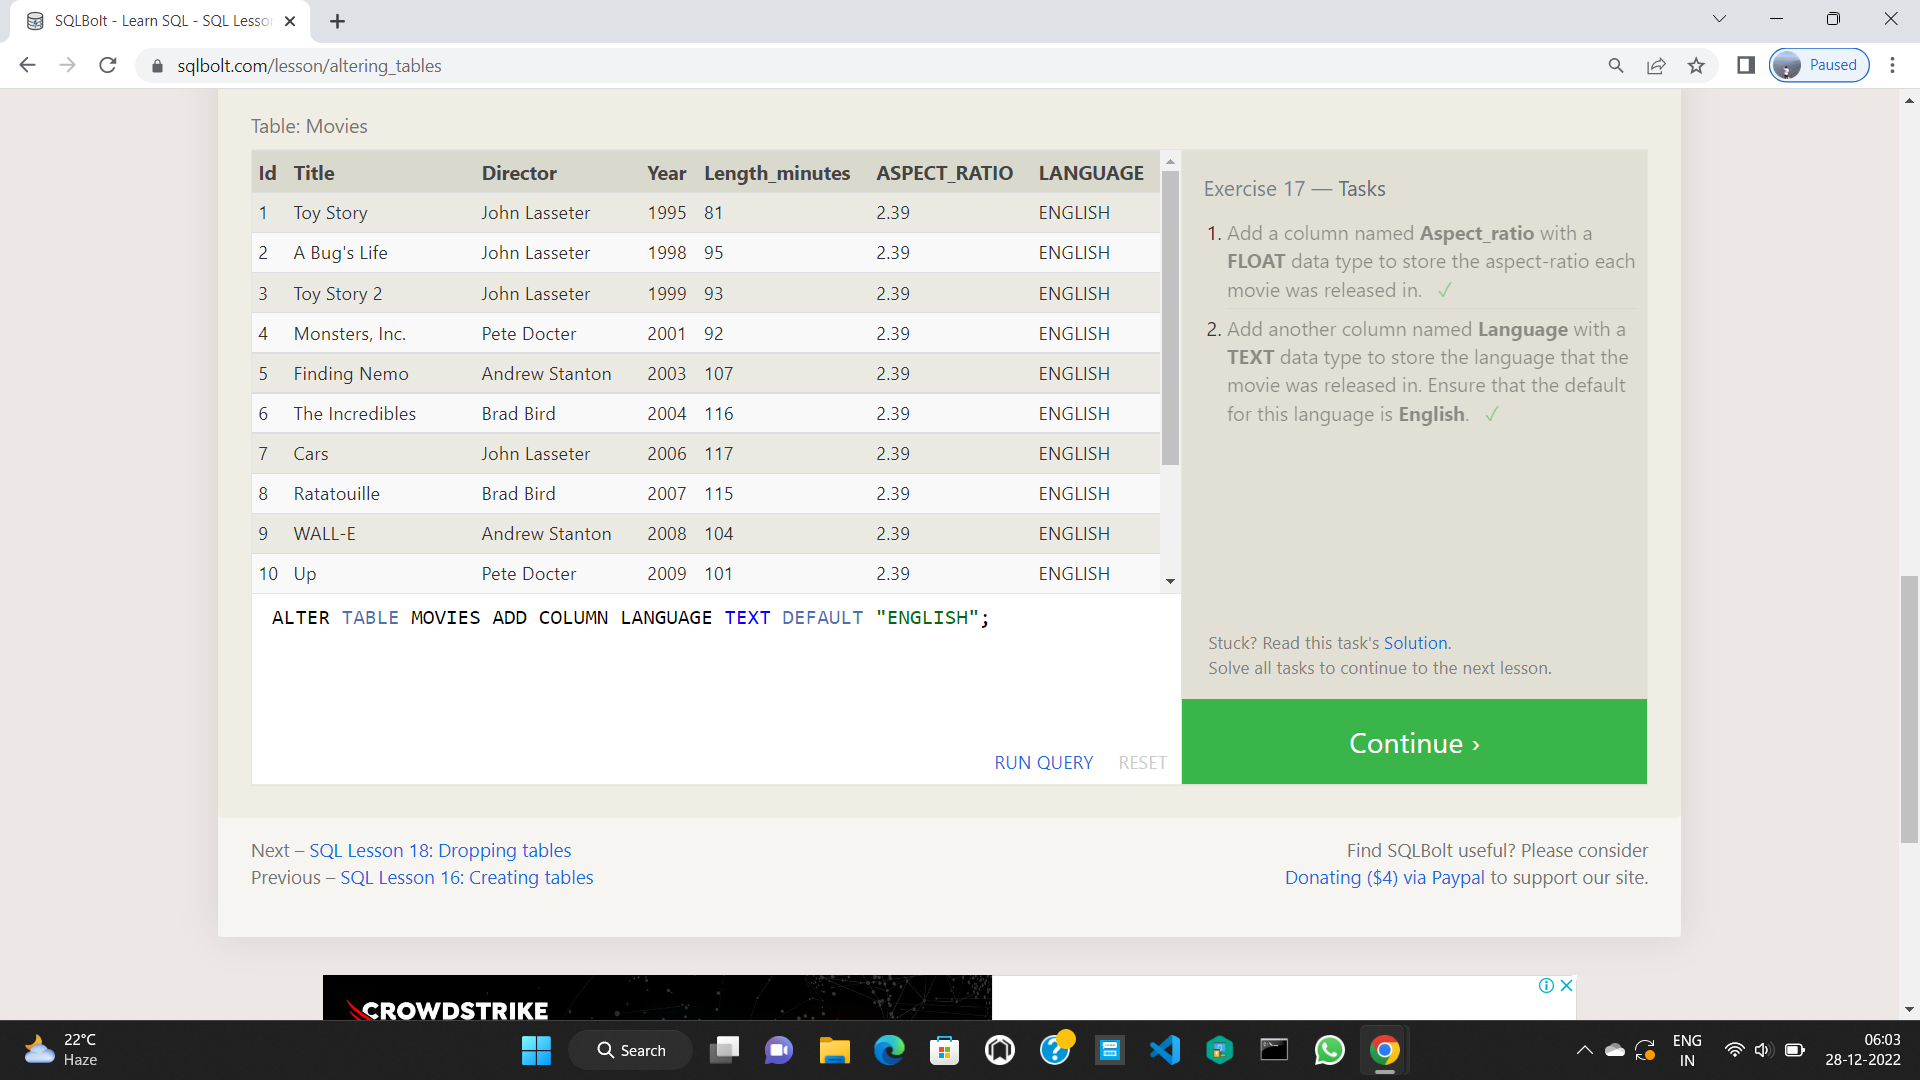 SQLBolt - Learn SQL - SQL Lesso
sqlbolt.com/lesson/altering_tables
Paused
Table: Movies
Id Title Director Year Length_minutes ASPECT_RATIO LANGUAGE
1 Toy Story John Lasseter 1995 81 2.39 ENGLISH
2 A Bug's Life John Lasseter 1998 95 2.39 ENGLISH
3 Toy Story 2 John Lasseter 1999 93 2.39 ENGLISH
4 Monsters, Inc. Pete Docter 2001 92 2.39 ENGLISH
5 Finding Nemo Andrew Stanton 2003 107 2.39 ENGLISH
6 The Incredibles Brad Bird 2004 116 2.39 ENGLISH
7 Cars John Lasseter 2006 117 2.39 ENGLISH
8 Ratatouille Brad Bird 2007 115 2.39 ENGLISH
9 WALL-E Andrew Stanton 2008 104 2.39 ENGLISH
10 Up Pete Docter 2009 101 2.39 ENGLISH
ALTER TABLE MOVIES ADD COLUMN LANGUAGE TEXT DEFAULT "ENGLISH";
RUN QUERY RESET
Exercise 17 — Tasks
1. Add a column named Aspect_ratio with a
FLOAT data type to store the aspect-ratio each
movie was released in. ✓
2. Add another column named Language with a
TEXT data type to store the language that the
movie was released in. Ensure that the default
for this language is English. ✓
Stuck? Read this task's Solution.
Solve all tasks to continue to the next lesson.
Continue ›
Next – SQL Lesson 18: Dropping tables
Previous – SQL Lesson 16: Creating tables
Find SQLBolt useful? Please consider
Donating ($4) via Paypal to support our site.
CROWDSTRIKE
22°C
Haze
Search
ENG
IN
06:03
28-12-2022